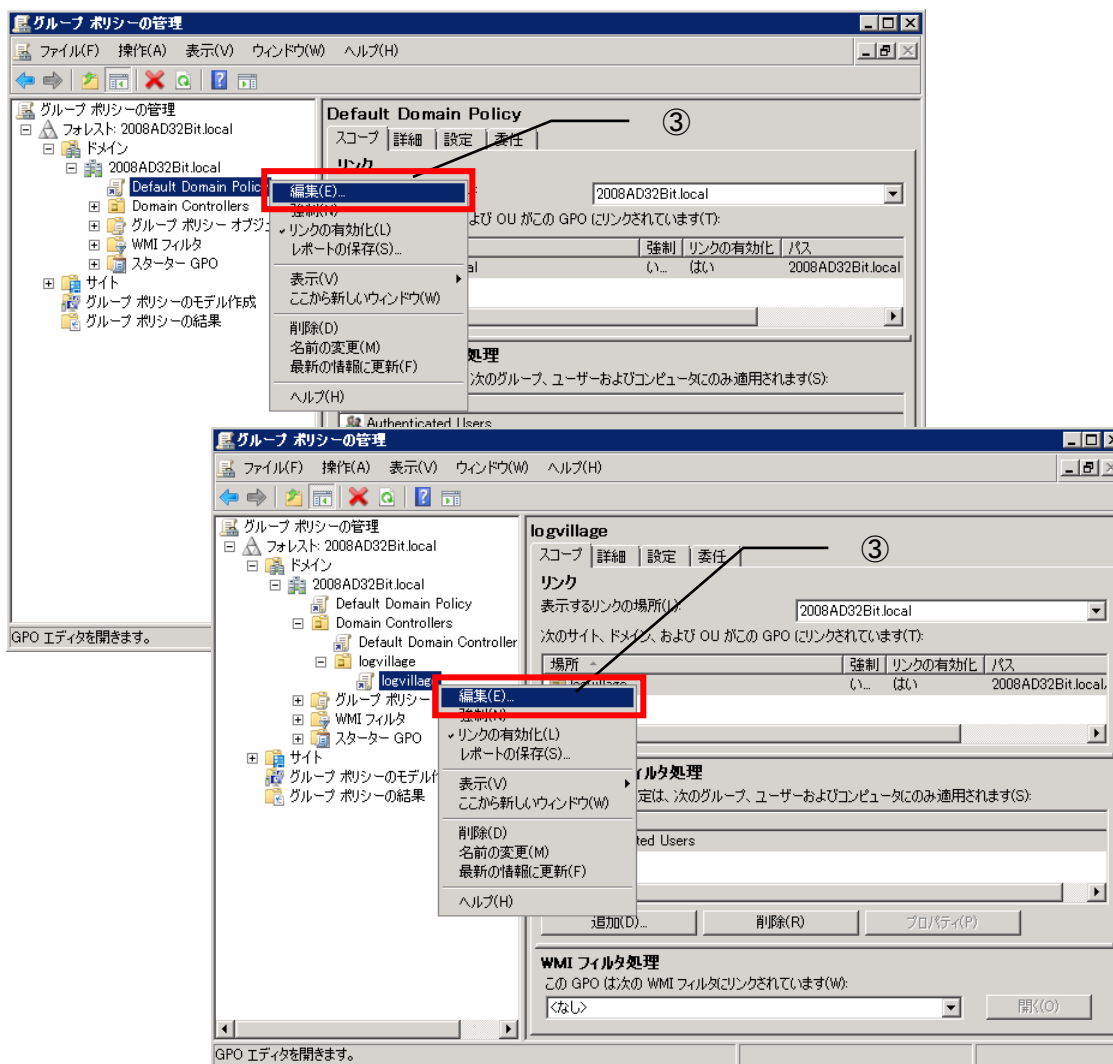 グループ ポリシーの管理
ファイル(F) 操作(A) 表示(V) ウィンドウ(W) ヘルプ(H)
グループ ポリシーの管理
フォレスト: 2008AD32Bit.local
ドメイン
2008AD32Bit.local
Default Domain Polic
Domain Controllers
グループ ポリシー オブジ
WMI フィルタ
スターター GPO
サイト
グループ ポリシーのモデル作成
グループ ポリシーの結果
Default Domain Policy
③
スコープ 詳細 設定 委任
リンク
2008AD32Bit.local
よび OU がこの GPO にリンクされています(T):
強制 リンクの有効化 パス
al い... はい 2008AD32Bit.local
処理
次のグループ、ユーザーおよびコンピュータにのみ適用されます(S):
Authenticated Users
編集(E)...
強制(N)
リンクの有効化(L)
レポートの保存(S)...
表示(V)
ここから新しいウィンドウ(W)
削除(D)
名前の変更(M)
最新の情報に更新(F)
ヘルプ(H)
GPO エディタを開きます。
グループ ポリシーの管理
ファイル(F) 操作(A) 表示(V) ウィンドウ(W) ヘルプ(H)
グループ ポリシーの管理
フォレスト: 2008AD32Bit.local
ドメイン
2008AD32Bit.local
Default Domain Policy
Domain Controllers
Default Domain Controller
logvillage
logvillage
グループ ポリシー
WMI フィルタ
スターター GPO
サイト
グループ ポリシーのモデル作
グループ ポリシーの結果
logvillage
③
スコープ 詳細 設定 委任
リンク
表示するリンクの場所(L): 2008AD32Bit.local
次のサイト、ドメイン、および OU がこの GPO にリンクされています(T):
場所 強制 リンクの有効化 パス
logvillage い... はい 2008AD32Bit.local
ィルタ処理
定は、次のグループ、ユーザーおよびコンピュータにのみ適用されます(S):
ted Users
追加(D)... 削除(R) プロパティ(P)
WMI フィルタ処理
この GPO は次の WMI フィルタにリンクされています(W):
<なし> 開く(O)
編集(E)...
強制(N)
リンクの有効化(L)
レポートの保存(S)...
表示(V)
ここから新しいウィンドウ(W)
削除(D)
名前の変更(M)
最新の情報に更新(F)
ヘルプ(H)
GPO エディタを開きます。